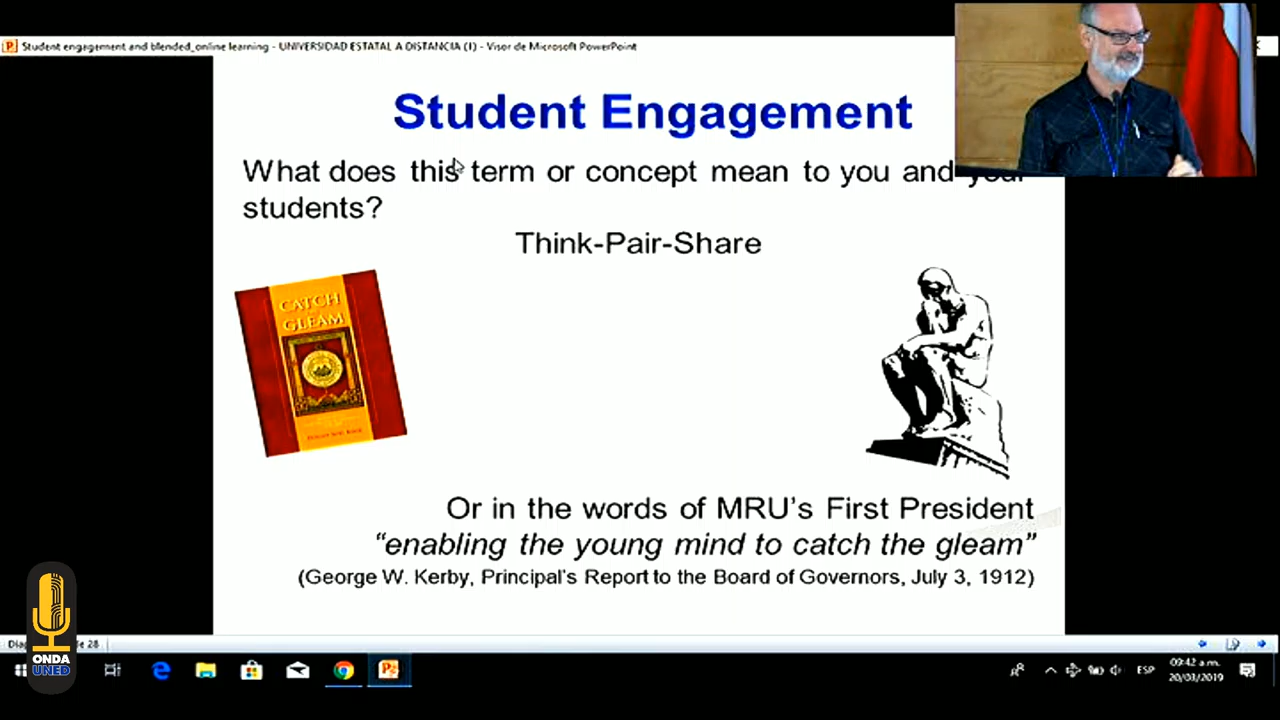 Student engagement and blended_online learning - UNIVERSIDAD ESTATAL A DISTANCIA (1) - Visor de Microsoft PowerPoint
Student Engagement
What does this term or concept mean to you and your
students?
Think-Pair-Share
CATCH
GLEAM
Or in the words of MRU's First President
“enabling the young mind to catch the gleam”
(George W. Kerby, Principal's Report to the Board of Governors, July 3, 1912)
28
ONDA
UNED
ESP
09:42 a.m.
20/03/2019